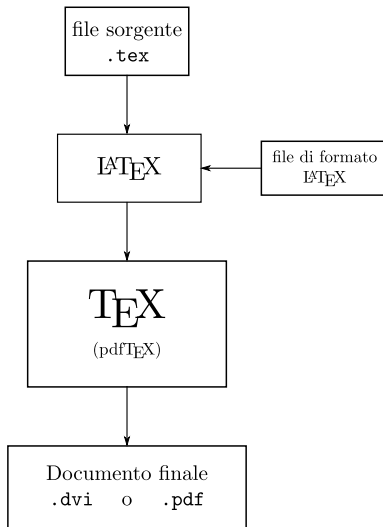 file sorgente
.tex
LATEX
file di formato
LATEX
TEX
(pdfTEX)
Documento finale
.dvi o .pdf